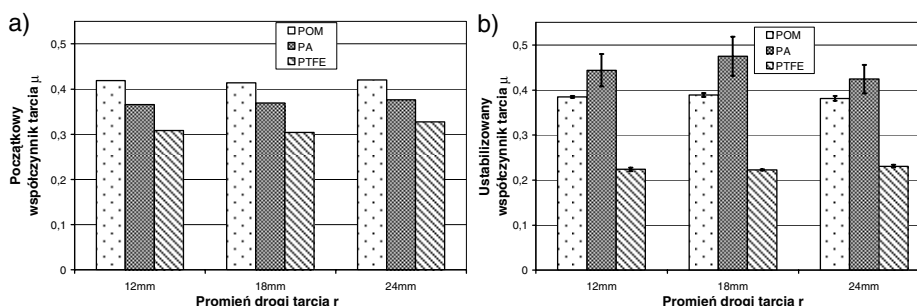 a)
Początkowy
współczynnik tarcia μ
0,5
0,4
0,3
0,2
0,1
0
POM
PA
PTFE
12mm
18mm
24mm
Promień drogi tarcia r
b)
Ustabilizowany
współczynnik tarcia μ
0,5
0,4
0,3
0,2
0,1
0
POM
PA
PTFE
12mm
18mm
24mm
Promień drogi tarcia r